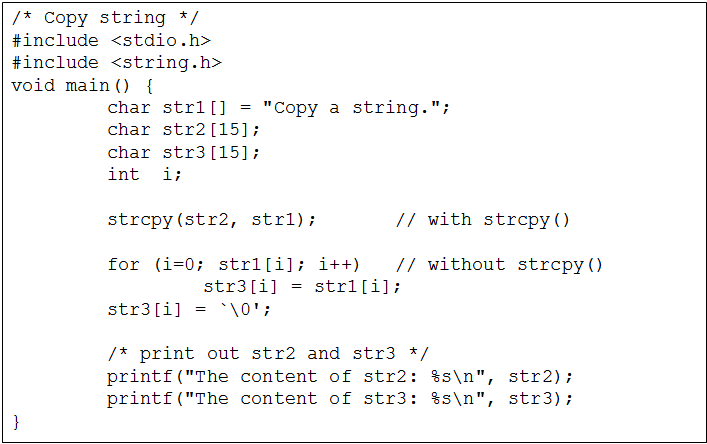 /* Copy string */
#include <stdio.h>
#include <string.h>
void main() {
char str1[] = "Copy a string.";
char str2[15];
char str3[15];
int i;
strcpy(str2, str1); // with strcpy()
for (i=0; str1[i]; i++) // without strcpy()
str3[i] = str1[i];
str3[i] = `\0';
/* print out str2 and str3 */
printf("The content of str2: %s\n", str2);
printf("The content of str3: %s\n", str3);
}